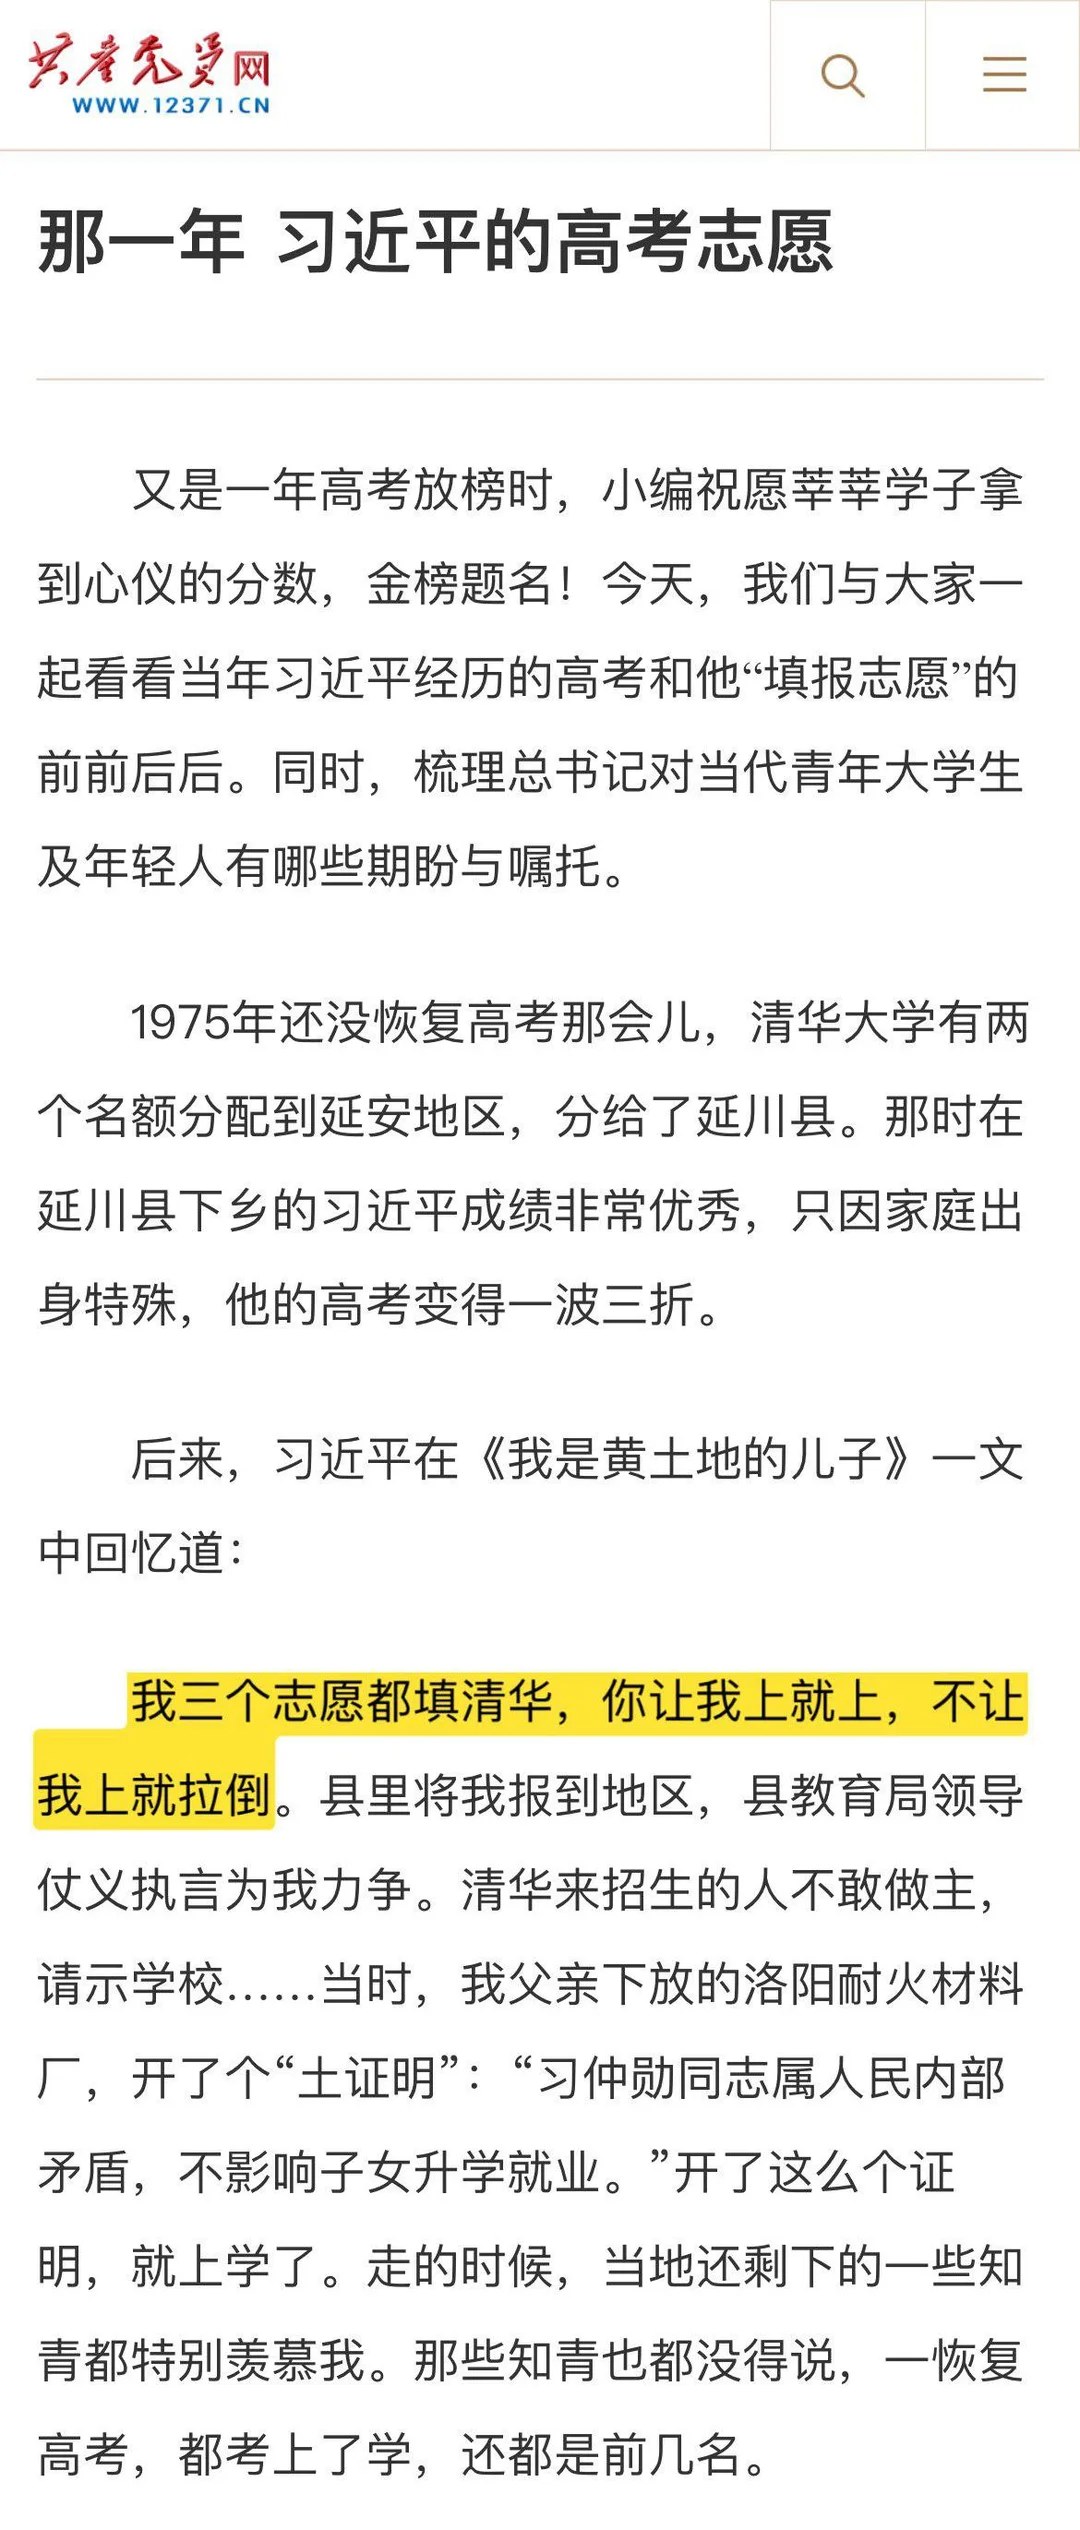 共产党员网
WWW.12371.CN
那一年 习近平的高考志愿
又是一年高考放榜时，小编祝愿莘莘学子拿
到心仪的分数，金榜题名！今天，我们与大家一
起看看当年习近平经历的高考和他“填报志愿”的
前前后后。同时，梳理总书记对当代青年大学生
及年轻人有哪些期盼与嘱托。
1975年还没恢复高考那会儿，清华大学有两
个名额分配到延安地区，分给了延川县。那时在
延川县下乡的习近平成绩非常优秀，只因家庭出
身特殊，他的高考变得一波三折。
后来，习近平在《我是黄土地的儿子》一文
中回忆道：
我三个志愿都填清华，你让我上就上，不让
我上就拉倒。县里将我报到地区，县教育局领导
仗义执言为我力争。清华来招生的人不敢做主，
请示学校……当时，我父亲下放的洛阳耐火材料
厂，开了个“土证明”：“习仲勋同志属人民内部
矛盾，不影响子女升学就业。”开了这么个证
明，就上学了。走的时候，当地还剩下的一些知
青都特别羡慕我。那些知青也都没得说，一恢复
高考，都考上了学，还都是前几名。